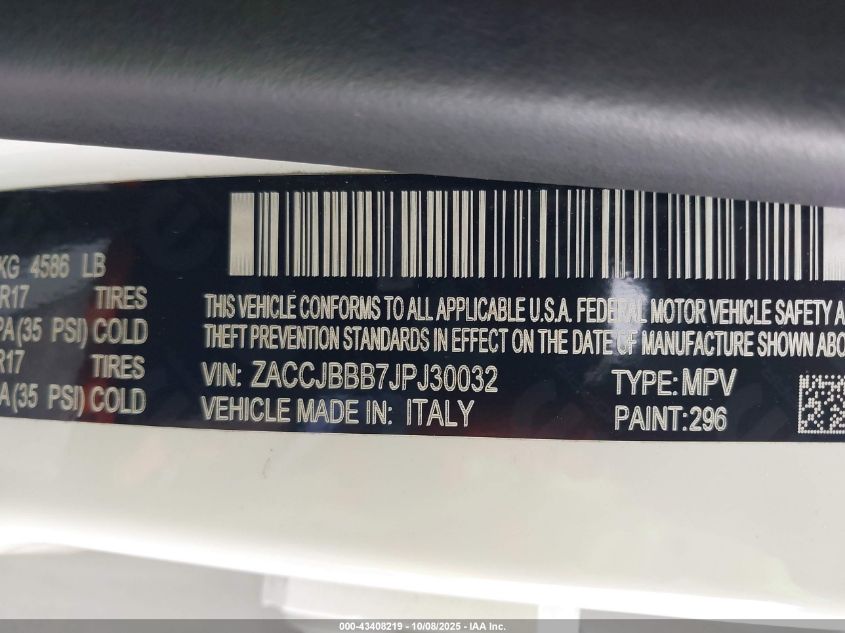 KG 4586 LB
R17 TIRES
PA(35 PSI) COLD
R17 TIRES
A(35 PSI) COLD
THIS VEHICLE CONFORMS TO ALL APPLICABLE U.S.A. FEDERAL MOTOR VEHICLE SAFETY A
THEFT PREVENTION STANDARDS IN EFFECT ON THE DATE OF MANUFACTURE SHOWN ABO
VIN: ZACCJBBB7JPJ30032 TYPE: MPV
VEHICLE MADE IN: ITALY PAINT: 296
000-43408219 - 10/08/2025 - IAA Inc.